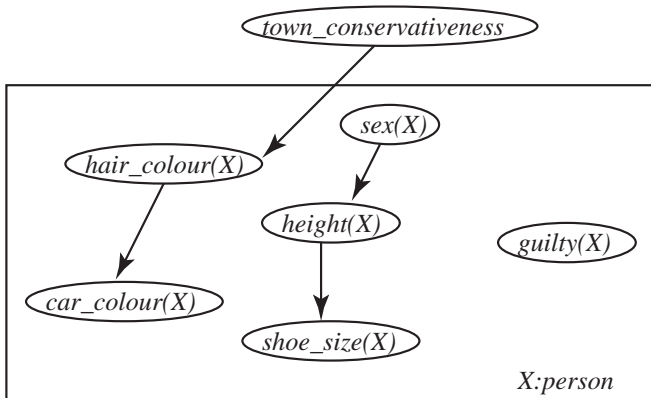 town_conservativeness
sex(X)
hair_colour(X)
height(X)
guilty(X)
car_colour(X)
shoe_size(X)
X:person